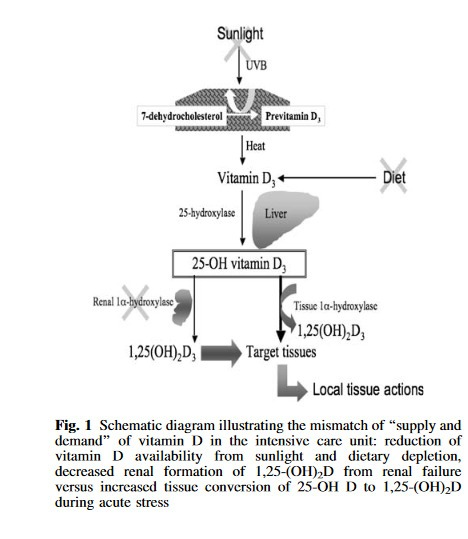 Sunlight
UVB
7-dehydrocholesterol
Previtamin D₃
Heat
Vitamin D₃
Diet
25-hydroxylase
Liver
25-OH vitamin D₃
Renal 1α-hydroxylase
Tissue 1α-hydroxylase
1,25(OH)₂D₃
1,25(OH)₂D₃
Target tissues
Local tissue actions
Fig. 1 Schematic diagram illustrating the mismatch of “supply and
demand” of vitamin D in the intensive care unit: reduction of
vitamin D availability from sunlight and dietary depletion,
decreased renal formation of 1,25-(OH)₂D from renal failure
versus increased tissue conversion of 25-OH D to 1,25-(OH)₂D
during acute stress